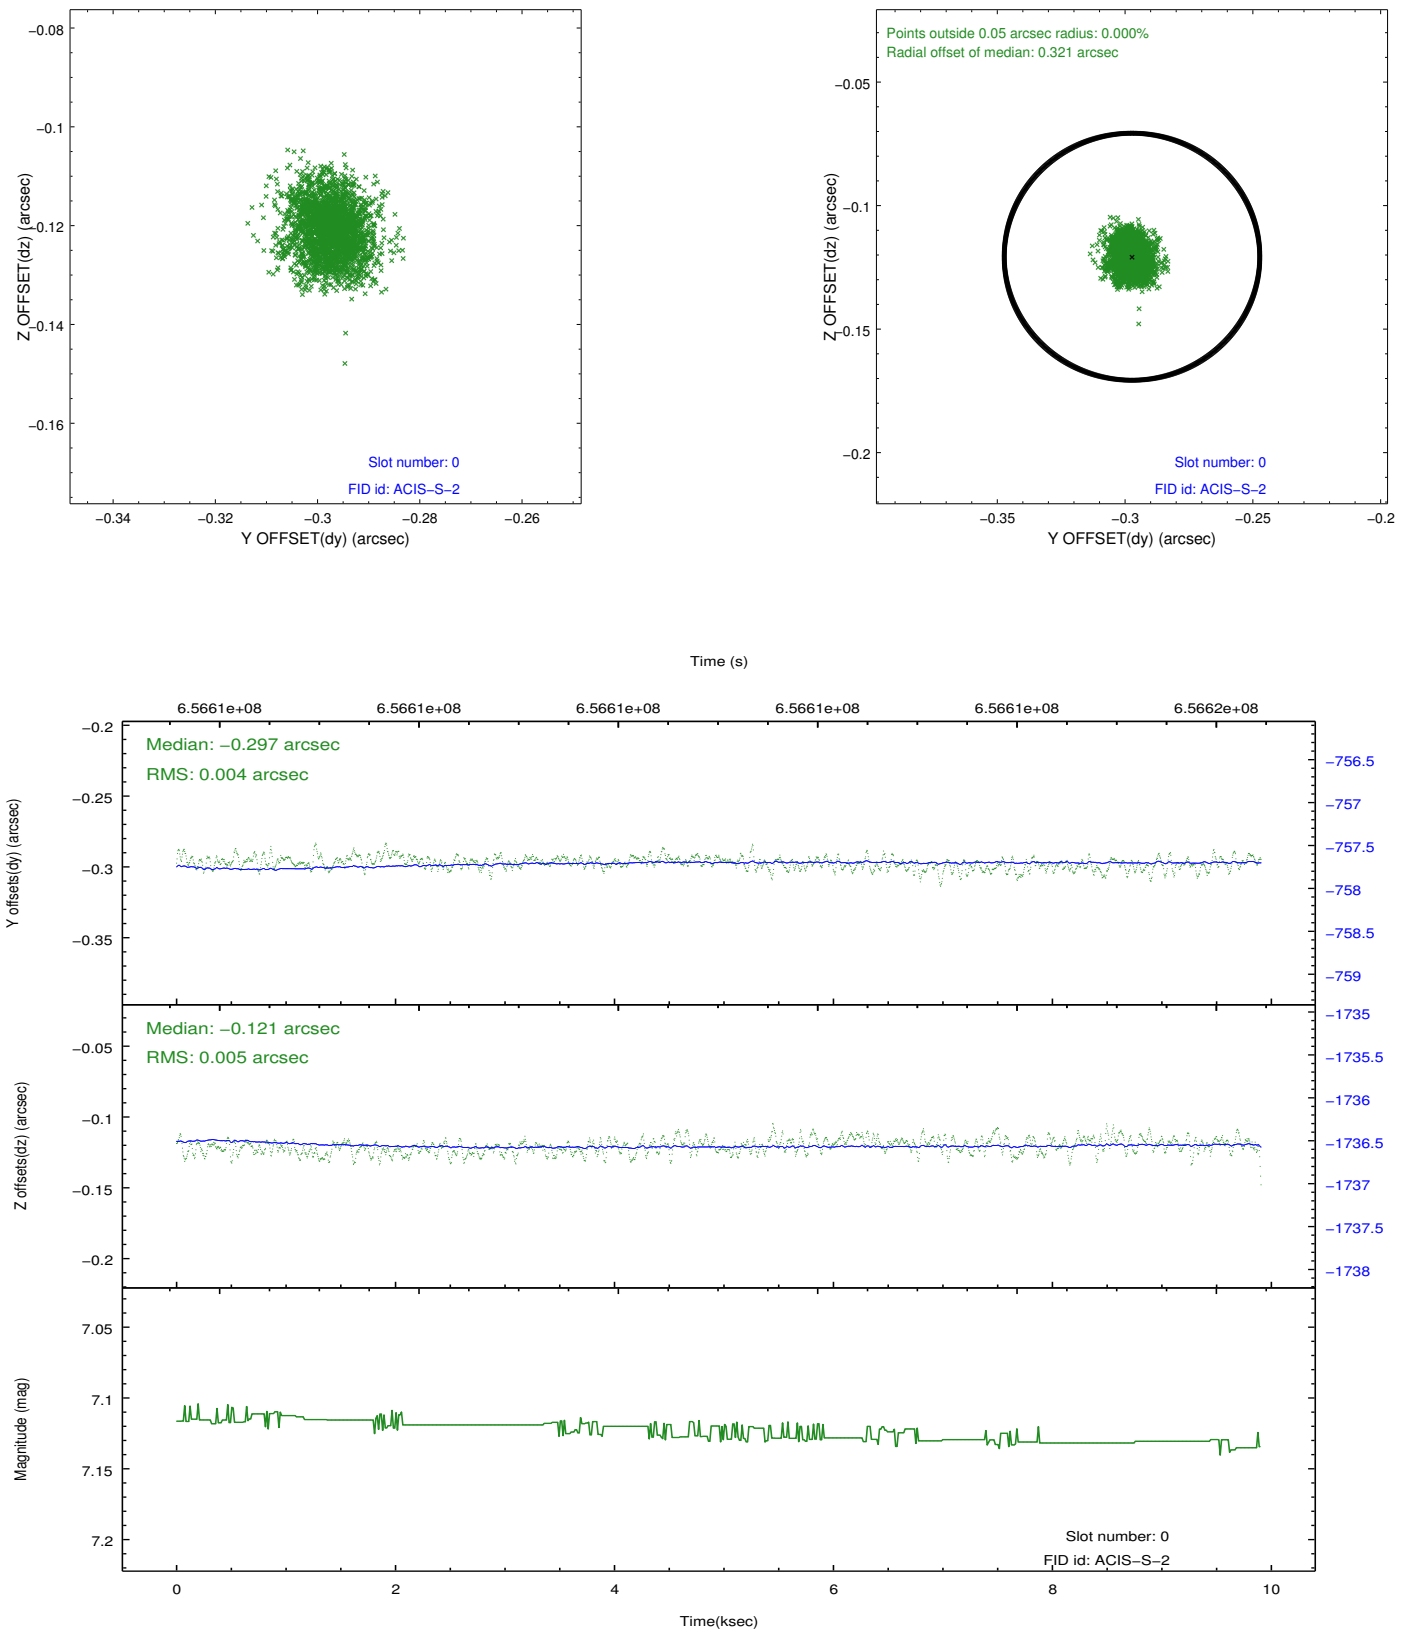 −0.08
−0.1
−0.12
−0.14
−0.16
Z OFFSET(dz) (arcsec)
Slot number: 0
FID id: ACIS−S−2
−0.34
−0.32
−0.3
−0.28
−0.26
Y OFFSET(dy) (arcsec)
Points outside 0.05 arcsec radius: 0.000%
Radial offset of median: 0.321 arcsec
−0.05
−0.1
−0.15
−0.2
Z OFFSET(dz) (arcsec)
Slot number: 0
FID id: ACIS−S−2
−0.35
−0.3
−0.25
−0.2
Y OFFSET(dy) (arcsec)
Time (s)
6.5661e+08
6.5661e+08
6.5661e+08
6.5661e+08
6.5661e+08
6.5662e+08
Median: −0.297 arcsec
RMS: 0.004 arcsec
−0.2
−0.25
−0.3
−0.35
Y offsets(dy) (arcsec)
−756.5
−757
−757.5
−758
−758.5
−759
Median: −0.121 arcsec
RMS: 0.005 arcsec
−0.05
−0.1
−0.15
−0.2
Z offsets(dz) (arcsec)
−1735
−1735.5
−1736
−1736.5
−1737
−1737.5
−1738
7.05
7.1
7.15
7.2
Magnitude (mag)
Slot number: 0
FID id: ACIS−S−2
0
2
4
6
8
10
Time(ksec)